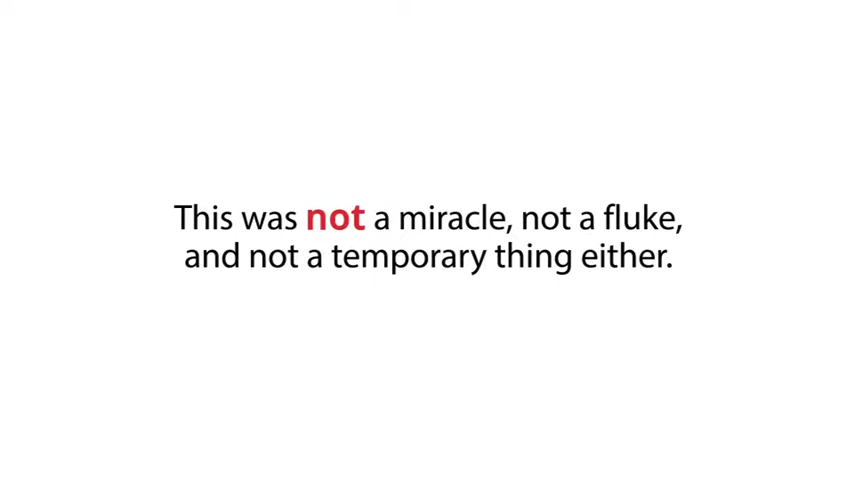 This was not a miracle, not a fluke,
and not a temporary thing either.